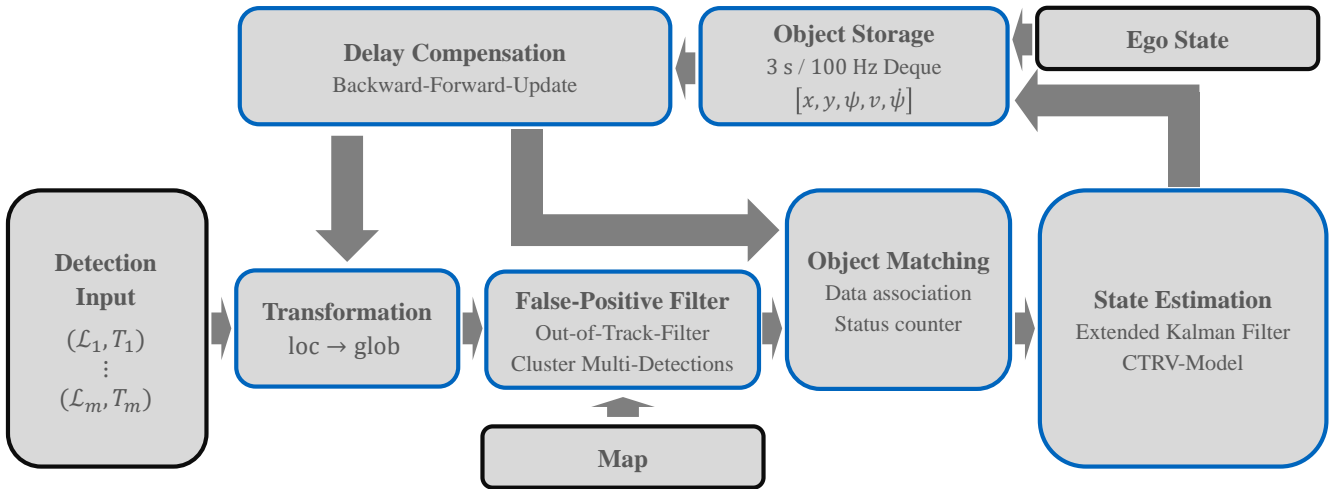 Delay Compensation
Backward-Forward-Update
Object Storage
3 s / 100 Hz Deque
[x, y, ψ, v, ψ̇]
Ego State
Detection
Input
(ℒ₁, T₁)
⋮
(ℒₘ, Tₘ)
Transformation
loc → glob
False-Positive Filter
Out-of-Track-Filter
Cluster Multi-Detections
Map
Object Matching
Data association
Status counter
State Estimation
Extended Kalman Filter
CTRV-Model